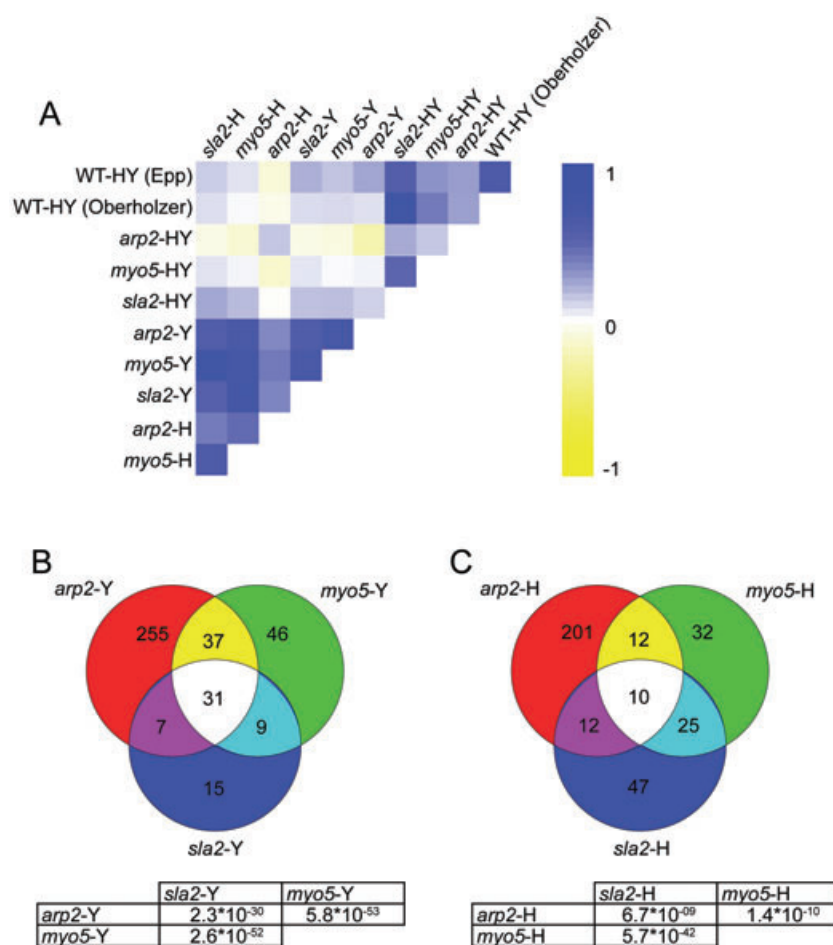 A
sla2-H myo5-H arp2-H sla2-Y myo5-Y arp2-Y sla2-HY myo5-HY arp2-HY WT-HY (Oberholzer)
WT-HY (Epp)
WT-HY (Oberholzer)
arp2-HY
myo5-HY
sla2-HY
arp2-Y
myo5-Y
sla2-Y
arp2-H
myo5-H
1
0
-1
B
arp2-Y
myo5-Y
255
37
46
31
7
9
15
sla2-Y
sla2-Y myo5-Y
arp2-Y 2.3*10-30 5.8*10-53
myo5-Y 2.6*10-52
C
arp2-H
myo5-H
201
12
32
10
12
25
47
sla2-H
sla2-H myo5-H
arp2-H 6.7*10-09 1.4*10-10
myo5-H 5.7*10-42